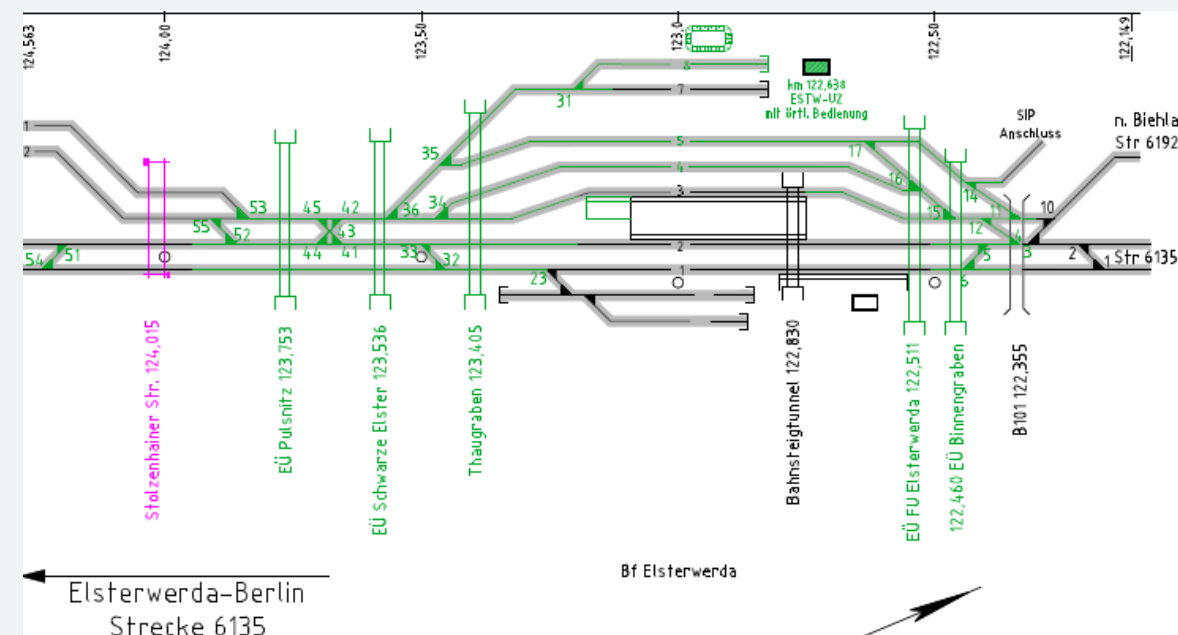 124,563
124,00
123,50
123,0
122,50
122,149
8
7
31
km 122,638
ESTW-UZ
mit örtl. Bedienung
SIP
Anschluss
n. Biehla
Str 6192
1
2
5
35
17
4
16
14
3
53
45
42
36
34
15
11
10
55
52
43
12
4
44
41
33
2
5
3
2
Str 6135
54
51
32
23
1
6
1
Stolzenhainer Str. 124,015
EÜ Pulsnitz 123,753
EÜ Schwarze Elster 123,536
Thaugraben 123,405
Bahnsteigtunnel 122,830
EÜ FU Elsterwerda 122,511
122,460 EÜ Binnengraben
B101 122,355
Bf Elsterwerda
Elsterwerda-Berlin
Strecke 6135